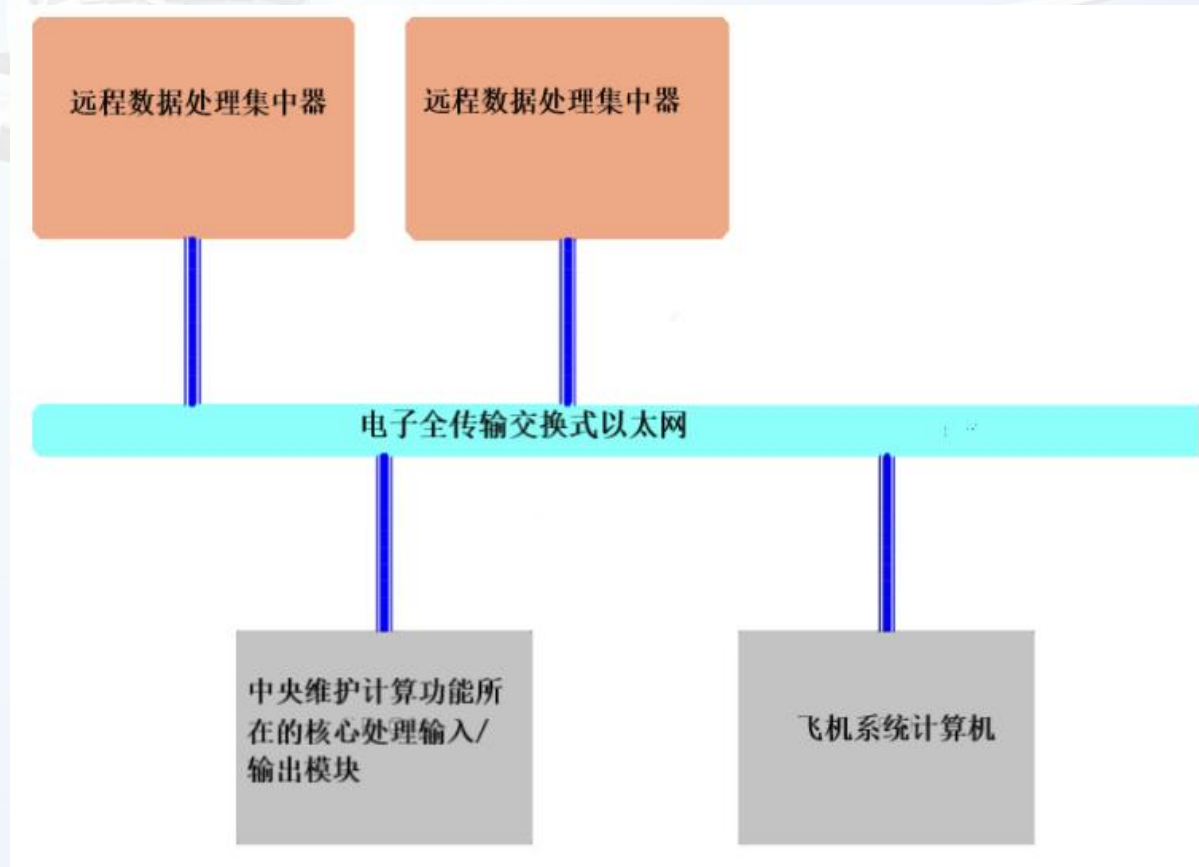 远程数据处理集中器
远程数据处理集中器
电子全传输交换式以太网
中央维护计算功能所
在的核心处理输入/
输出模块
飞机系统计算机